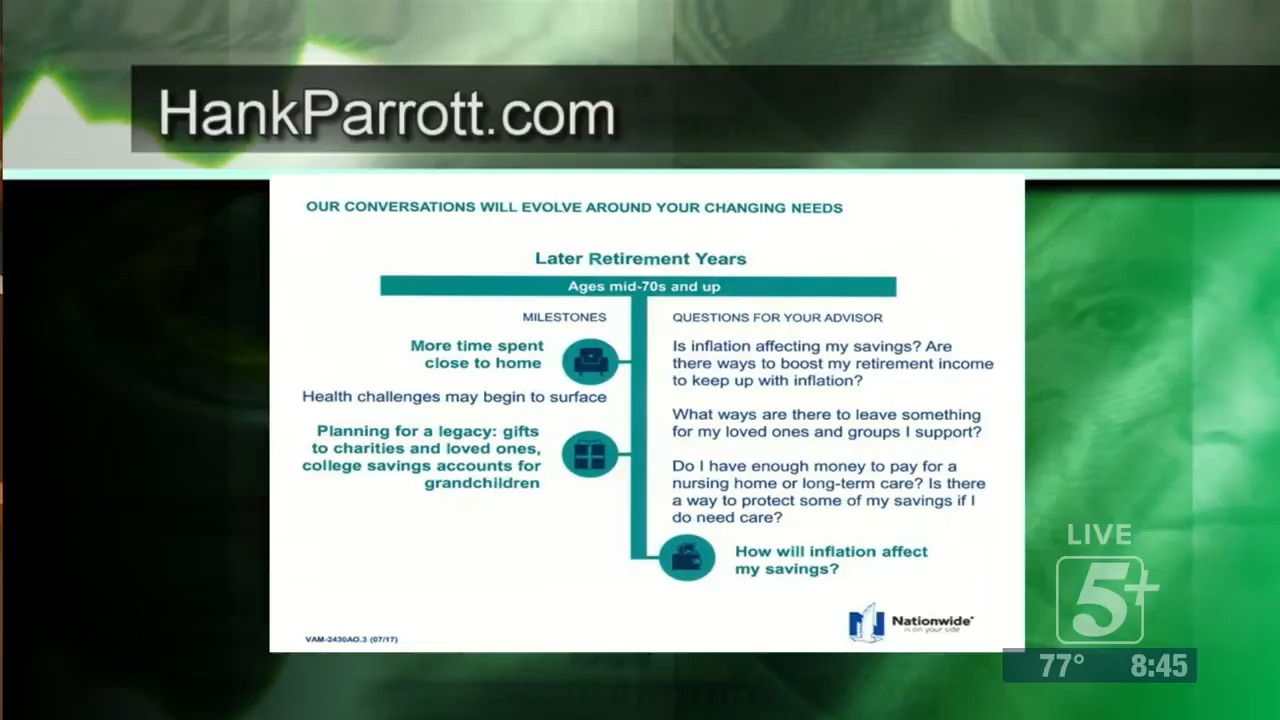 HankParrott.com
OUR CONVERSATIONS WILL EVOLVE AROUND YOUR CHANGING NEEDS
Later Retirement Years
Ages mid-70s and up
MILESTONES
More time spent
close to home
Health challenges may begin to surface
Planning for a legacy: gifts
to charities and loved ones,
college savings accounts for
grandchildren
QUESTIONS FOR YOUR ADVISOR
Is inflation affecting my savings? Are
there ways to boost my retirement income
to keep up with inflation?
What ways are there to leave something
for my loved ones and groups I support?
Do I have enough money to pay for a
nursing home or long-term care? Is there
a way to protect some of my savings if I
do need care?
How will inflation affect
my savings?
VAM-2430AO.3 (07/17)
Nationwide®
is on your side
LIVE
5+
77° 8:45